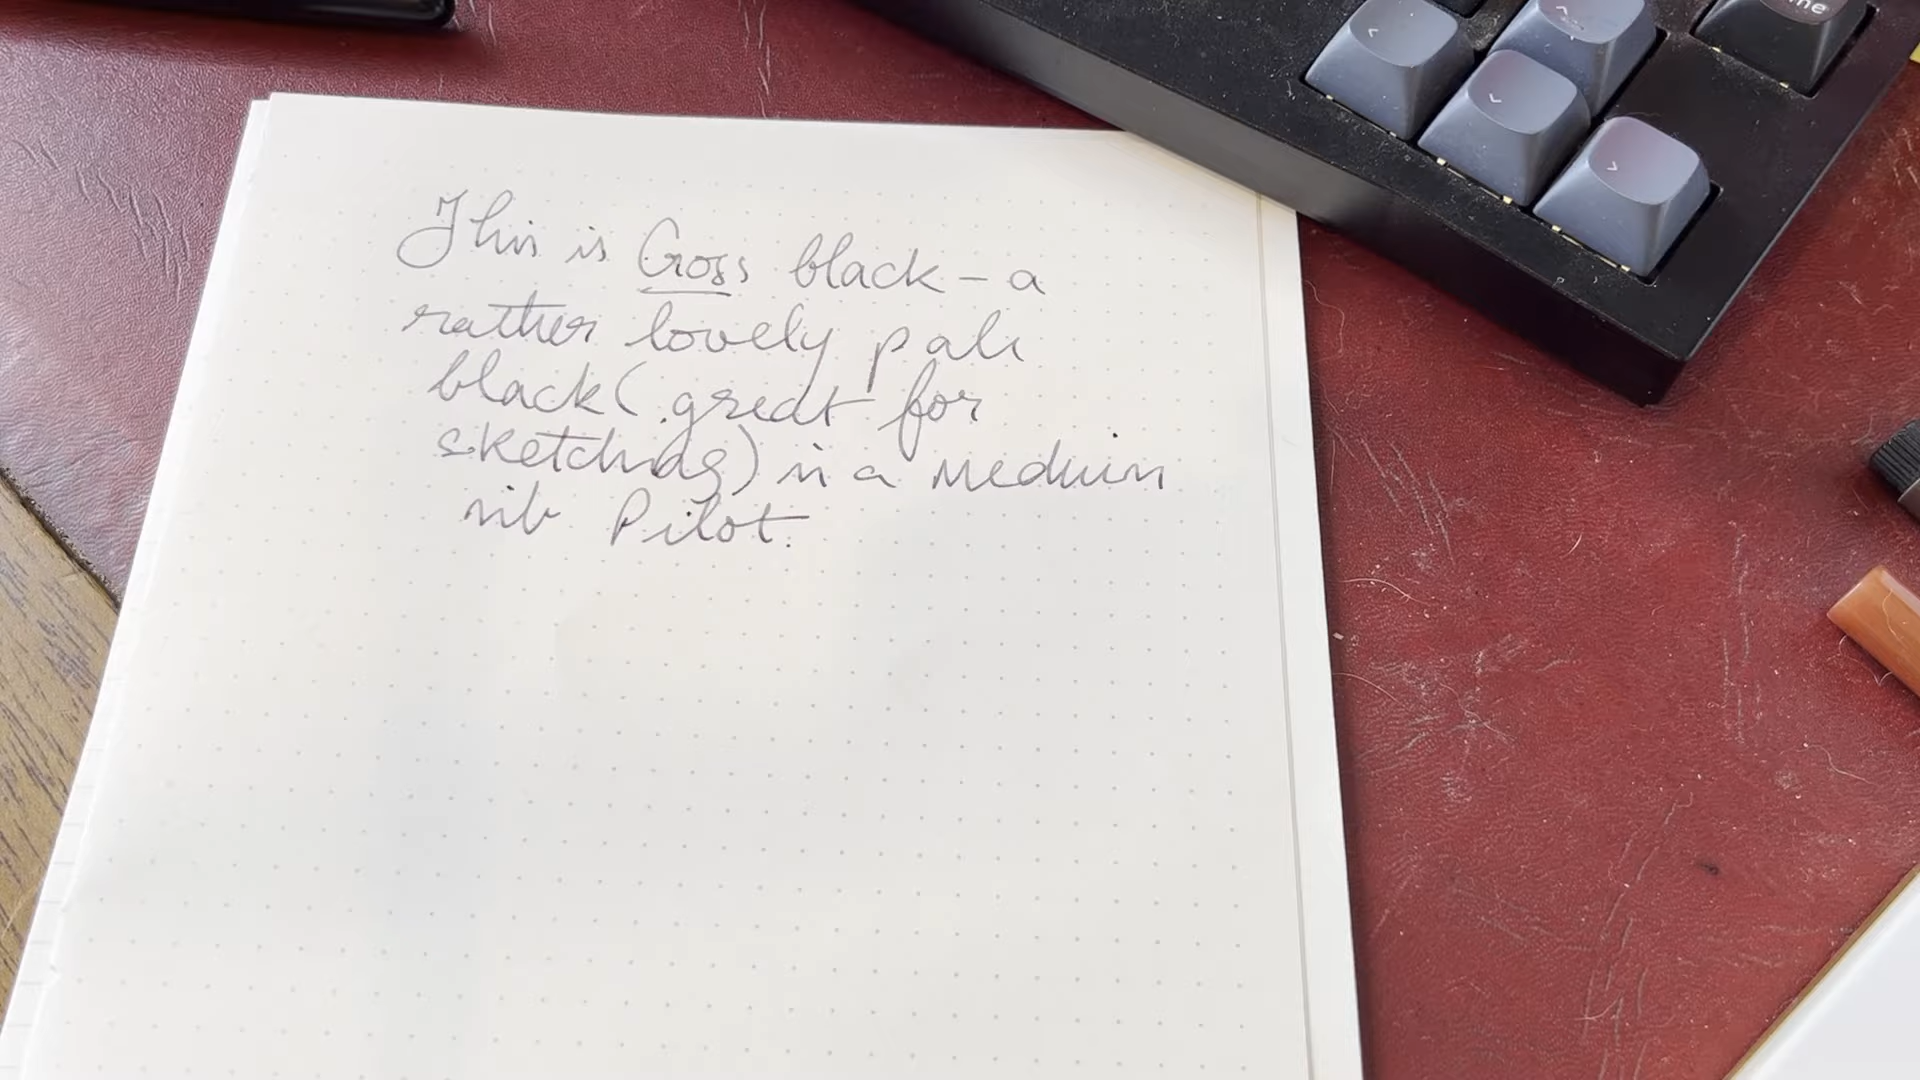 This is Goss black - a
rather lovely pale
black (great for
sketching) in a medium
nib Pilot.